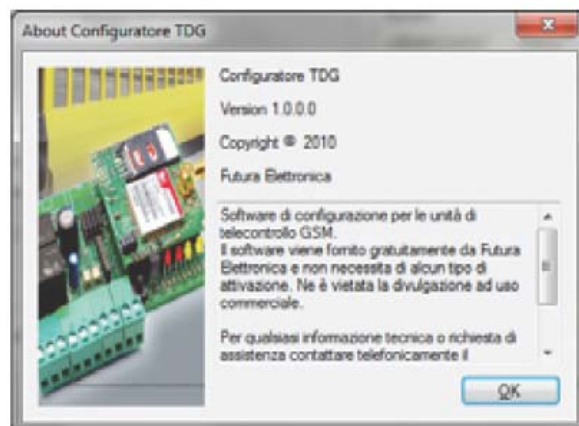 About Configuratore TDG
Configuratore TDG
Version 1.0.0.0
Copyright © 2010
Futura Elettronica
Software di configurazione per le unità di
telecontrollo GSM.
Il software viene fornito gratuitamente da Futura
Elettronica e non necessita di alcun tipo di
attivazione. Ne è vietata la divulgazione ad uso
commerciale.
Per qualsiasi informazione tecnica o richiesta di
assistenza contattare telefonicamente il
OK